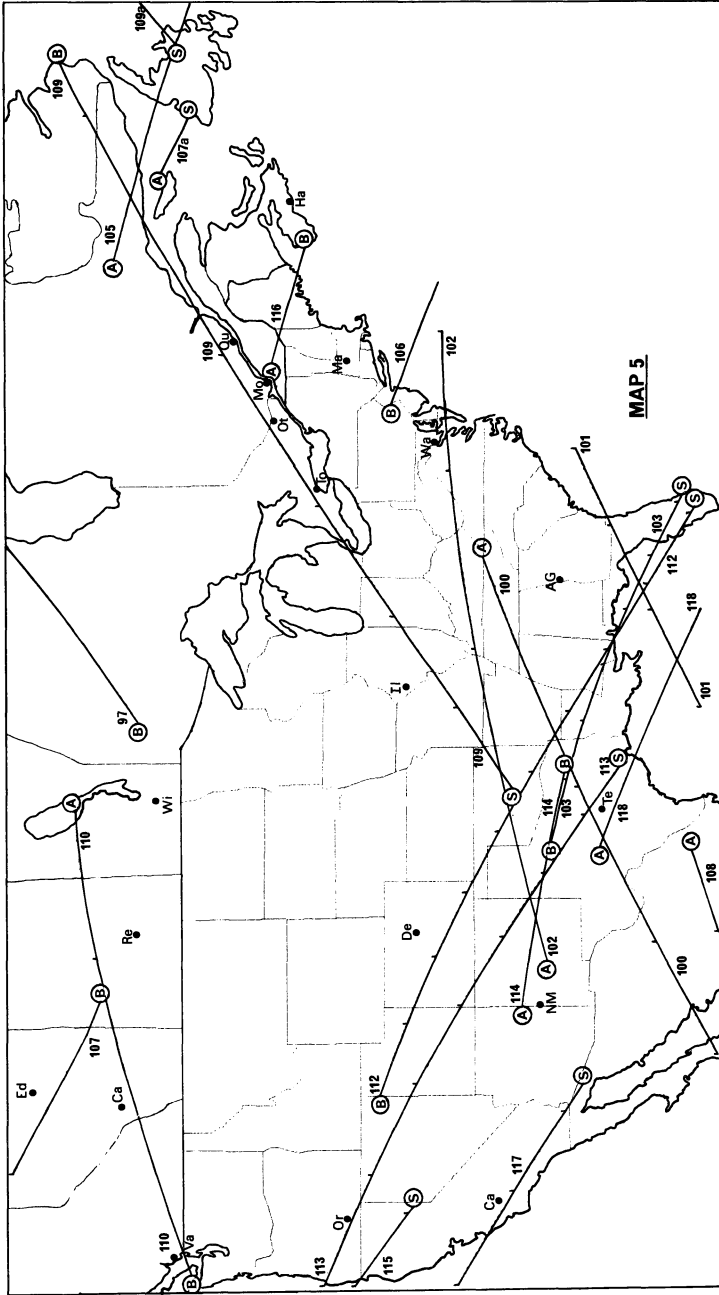 Ed
109
B
A
110
107
B
105
A
Ca
97
Re
B
109a
A
Wi
110
S
107a
S
Va
B
109
Qu
Mo
A
116
Ot
Ha
B
To
Or
Ma
113
112
B
115
B
106
Il
De
S
Wa
102
117
109
A
Ca
100
S
114
A
NM
A
102
114
B
103
B
AG
S
101
A
Te
113
S
118
MAP 5
103
112
100
S
S
118
A
101
108